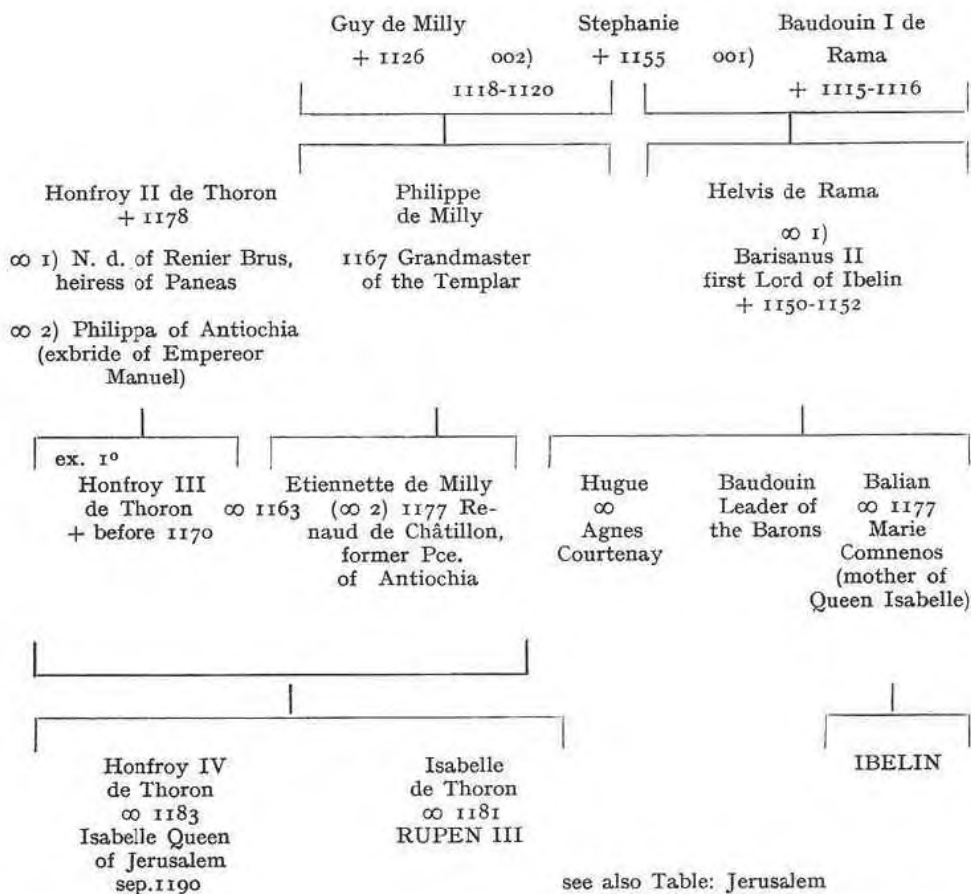 Guy de Milly Stephanie Baudouin I de
+ 1126 oo2) + 1155 oo1) Rama
1118-1120 + 1115-1116
Honfroy II de Thoron
+ 1178
∞ 1) N. d. of Renier Brus,
heiress of Paneas
∞ 2) Philippa of Antiochia
(exbride of Empereor
Manuel)
Philippe
de Milly
1167 Grandmaster
of the Templar
Helvis de Rama
∞ 1)
Barisanus II
first Lord of Ibelin
+ 1150-1152
ex. 1º
Honfroy III
de Thoron ∞ 1163
+ before 1170
Etiennette de Milly
(∞ 2) 1177 Re-
naud de Châtillon,
former Pce.
of Antiochia
Hugue
∞
Agnes
Courtenay
Baudouin
Leader of
the Barons
Balian
∞ 1177
Marie
Comnenos
(mother of
Queen Isabelle)
Honfroy IV
de Thoron
∞ 1183
Isabelle Queen
of Jerusalem
sep.1190
Isabelle
de Thoron
∞ 1181
RUPEN III
IBELIN
see also Table: Jerusalem